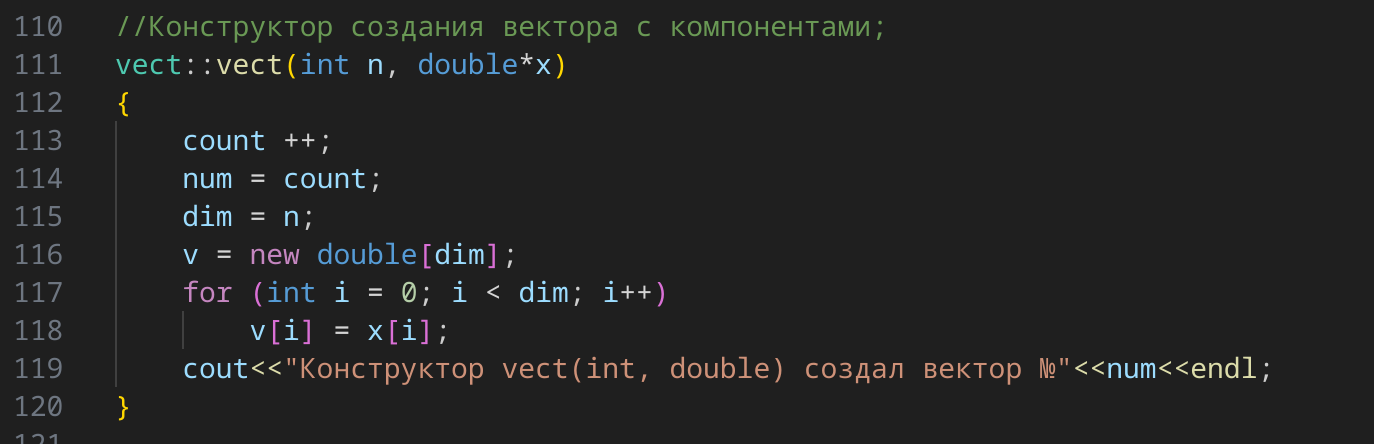 110 //Конструктор создания вектора с компонентами;
111 vect::vect(int n, double*x)
112 {
113 count ++;
114 num = count;
115 dim = n;
116 v = new double[dim];
117 for (int i = 0; i < dim; i++)
118 v[i] = x[i];
119 cout<<"Конструктор vect(int, double) создал вектор №"<<num<<endl;
120 }
121